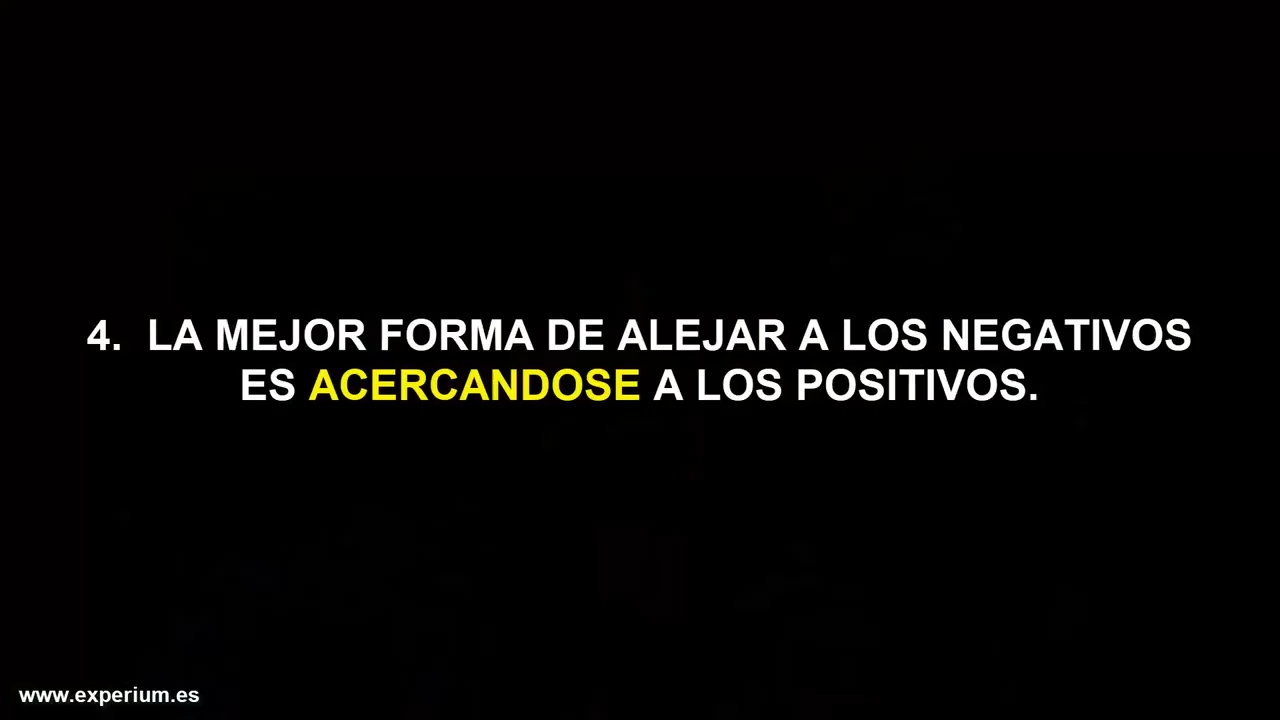 4.  LA MEJOR FORMA DE ALEJAR A LOS NEGATIVOS
ES ACERCANDOSE A LOS POSITIVOS.
www.experium.es